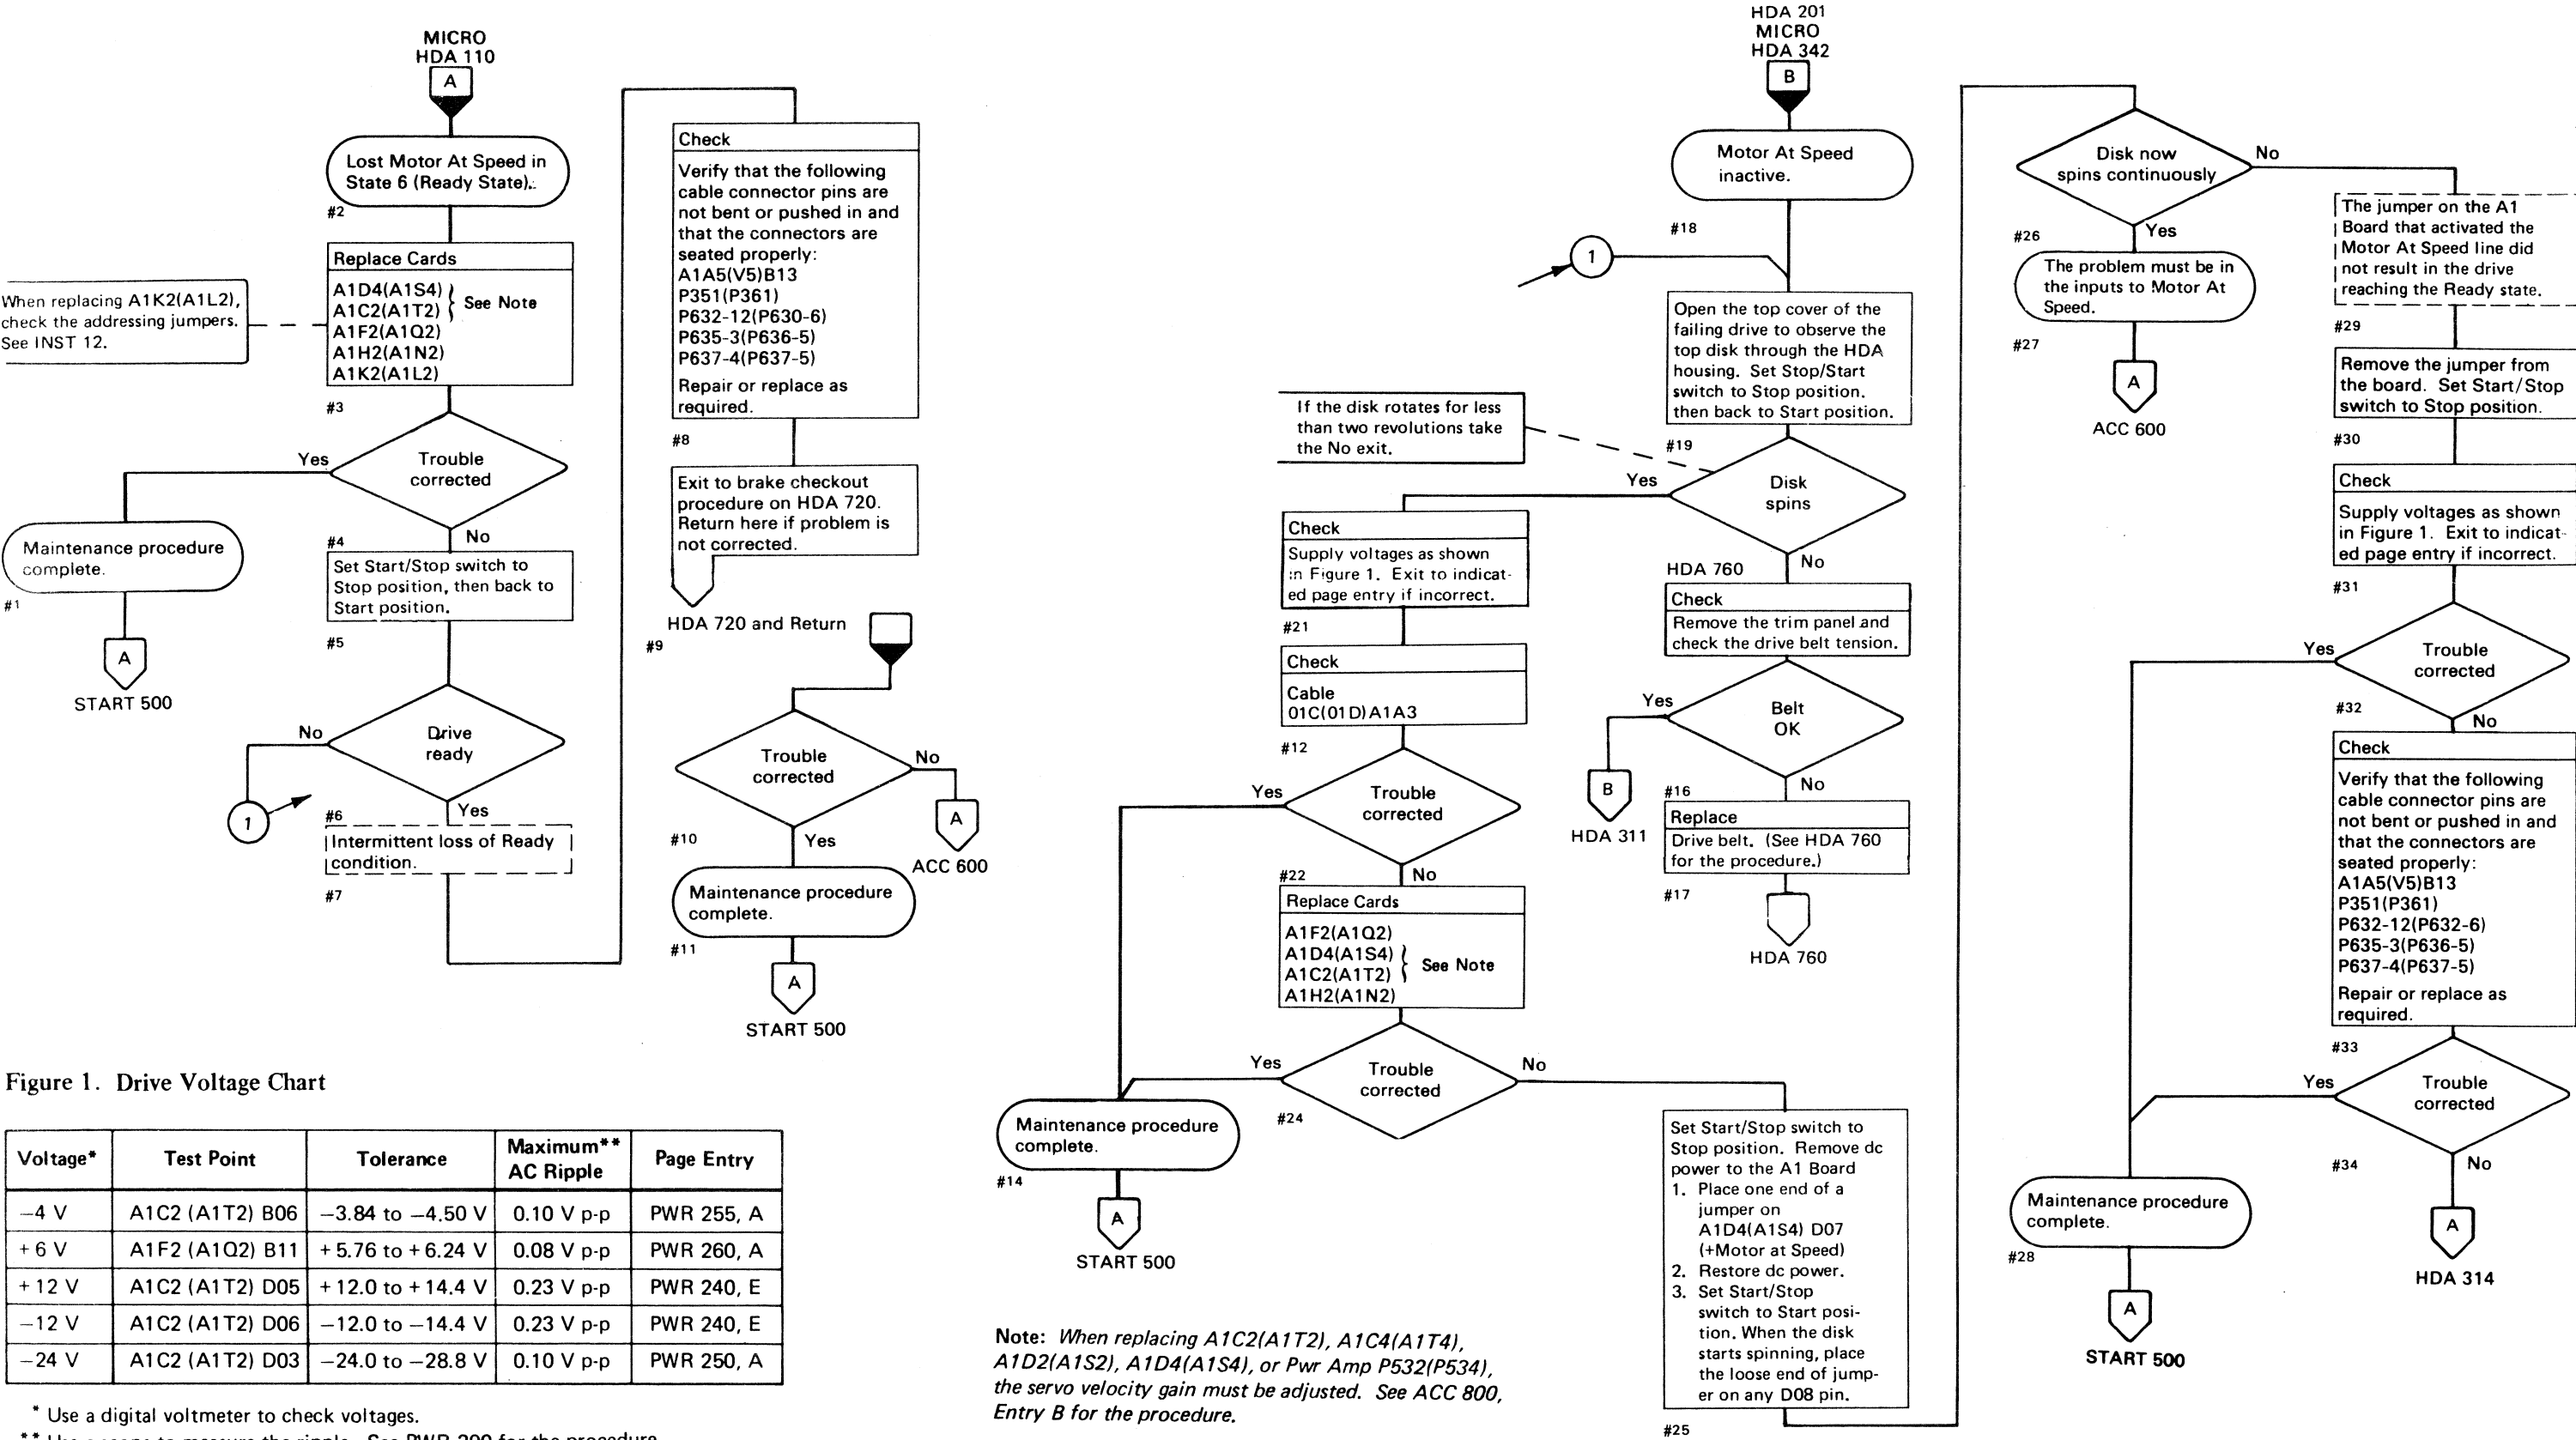 MICRO
HDA 110
A
Lost Motor At Speed in
State 6 (Ready State).
#2
Replace Cards
A1D4(A1S4)
A1C2(A1T2)
See Note
A1F2(A1Q2)
A1H2(A1N2)
A1K2(A1L2)
#3
When replacing A1K2(A1L2),
check the addressing jumpers.
See INST 12.
Trouble
corrected
Yes
No
#4
Maintenance procedure
complete.
#1
A
START 500
Set Start/Stop switch to
Stop position, then back to
Start position.
#5
Drive
ready
No
Yes
1
#6
Intermittent loss of Ready
condition.
#7
Check
Verify that the following
cable connector pins are
not bent or pushed in and
that the connectors are
seated properly:
A1A5(V5)B13
P351(P361)
P632-12(P630-6)
P635-3(P636-5)
P637-4(P637-5)
Repair or replace as
required.
#8
Exit to brake checkout
procedure on HDA 720.
Return here if problem is
not corrected.
HDA 720 and Return
#9
Trouble
corrected
No
A
ACC 600
#10
Yes
Maintenance procedure
complete.
#11
A
START 500
Figure 1. Drive Voltage Chart
Voltage* Test Point Tolerance Maximum** AC Ripple Page Entry
−4 V A1C2 (A1T2) B06 −3.84 to −4.50 V 0.10 V p-p PWR 255, A
+6 V A1F2 (A1Q2) B11 +5.76 to +6.24 V 0.08 V p-p PWR 260, A
+12 V A1C2 (A1T2) D05 +12.0 to +14.4 V 0.23 V p-p PWR 240, E
−12 V A1C2 (A1T2) D06 −12.0 to −14.4 V 0.23 V p-p PWR 240, E
−24 V A1C2 (A1T2) D03 −24.0 to −28.8 V 0.10 V p-p PWR 250, A
* Use a digital voltmeter to check voltages.
** Use a scope to measure the ripple. See PWR 200 for the procedure.
HDA 201
MICRO
HDA 342
B
Motor At Speed
inactive.
#18
1
Open the top cover of the
failing drive to observe the
top disk through the HDA
housing. Set Stop/Start
switch to Stop position.
then back to Start position.
#19
If the disk rotates for less
than two revolutions take
the No exit.
Disk
spins
Yes
No
Check
Supply voltages as shown
in Figure 1. Exit to indicat-
ed page entry if incorrect.
#21
Check
Cable
01C(01D)A1A3
#12
Trouble
corrected
Yes
No
#22
Replace Cards
A1F2(A1Q2)
A1D4(A1S4)
A1C2(A1T2)
See Note
A1H2(A1N2)
Trouble
corrected
Yes
No
#24
Maintenance procedure
complete.
#14
A
START 500
HDA 760
Check
Remove the trim panel and
check the drive belt tension.
Belt
OK
Yes
No
B
HDA 311
#16
Replace
Drive belt. (See HDA 760
for the procedure.)
#17
HDA 760
Set Start/Stop switch to
Stop position. Remove dc
power to the A1 Board
1. Place one end of a
jumper on
A1D4(A1S4) D07
(+Motor at Speed)
2. Restore dc power.
3. Set Start/Stop
switch to Start posi-
tion. When the disk
starts spinning, place
the loose end of jump-
er on any D08 pin.
#25
Note: When replacing A1C2(A1T2), A1C4(A1T4),
A1D2(A1S2), A1D4(A1S4), or Pwr Amp P532(P534),
the servo velocity gain must be adjusted. See ACC 800,
Entry B for the procedure.
Disk now
spins continuously
No
Yes
#26
The problem must be in
the inputs to Motor At
Speed.
#27
A
ACC 600
The jumper on the A1
Board that activated the
Motor At Speed line did
not result in the drive
reaching the Ready state.
#29
Remove the jumper from
the board. Set Start/Stop
switch to Stop position.
#30
Check
Supply voltages as shown
in Figure 1. Exit to indicat-
ed page entry if incorrect.
#31
Trouble
corrected
Yes
No
#32
Check
Verify that the following
cable connector pins are
not bent or pushed in and
that the connectors are
seated properly:
A1A5(V5)B13
P351(P361)
P632-12(P632-6)
P635-3(P636-5)
P637-4(P637-5)
Repair or replace as
required.
#33
Trouble
corrected
Yes
No
#34
Maintenance procedure
complete.
#28
A
START 500
A
HDA 314